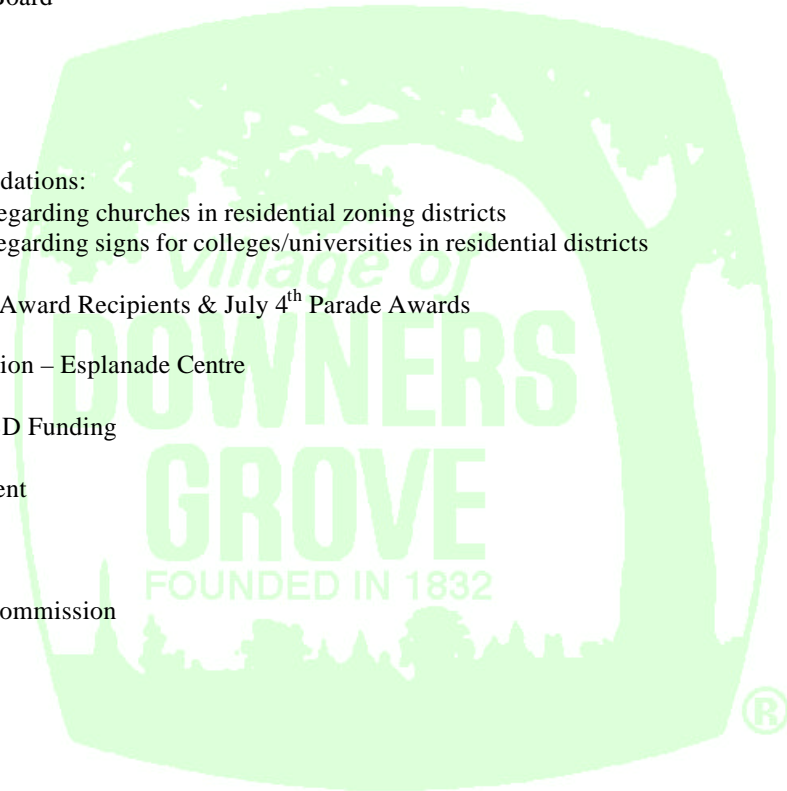 Board
dations:
egarding churches in residential zoning districts
egarding signs for colleges/universities in residential districts
Village of
Award Recipients & July 4th Parade Awards
DOWNERS
ion – Esplanade Centre
D Funding
GROVE
ent
FOUNDED IN 1832
ommission
®